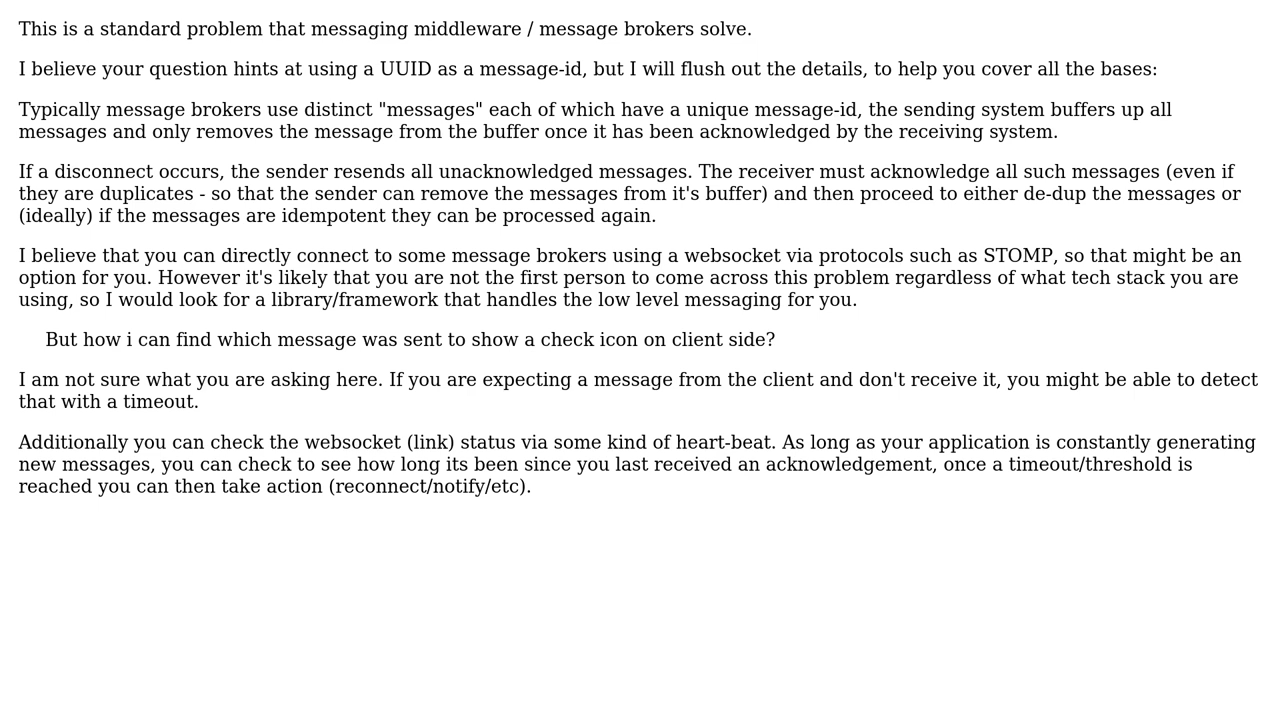 This is a standard problem that messaging middleware / message brokers solve.
I believe your question hints at using a UUID as a message-id, but I will flush out the details, to help you cover all the bases:
Typically message brokers use distinct "messages" each of which have a unique message-id, the sending system buffers up all
messages and only removes the message from the buffer once it has been acknowledged by the receiving system.
If a disconnect occurs, the sender resends all unacknowledged messages. The receiver must acknowledge all such messages (even if
they are duplicates - so that the sender can remove the messages from it's buffer) and then proceed to either de-dup the messages or
(ideally) if the messages are idempotent they can be processed again.
I believe that you can directly connect to some message brokers using a websocket via protocols such as STOMP, so that might be an
option for you. However it's likely that you are not the first person to come across this problem regardless of what tech stack you are
using, so I would look for a library/framework that handles the low level messaging for you.
But how i can find which message was sent to show a check icon on client side?
I am not sure what you are asking here. If you are expecting a message from the client and don't receive it, you might be able to detect
that with a timeout.
Additionally you can check the websocket (link) status via some kind of heart-beat. As long as your application is constantly generating
new messages, you can check to see how long its been since you last received an acknowledgement, once a timeout/threshold is
reached you can then take action (reconnect/notify/etc).